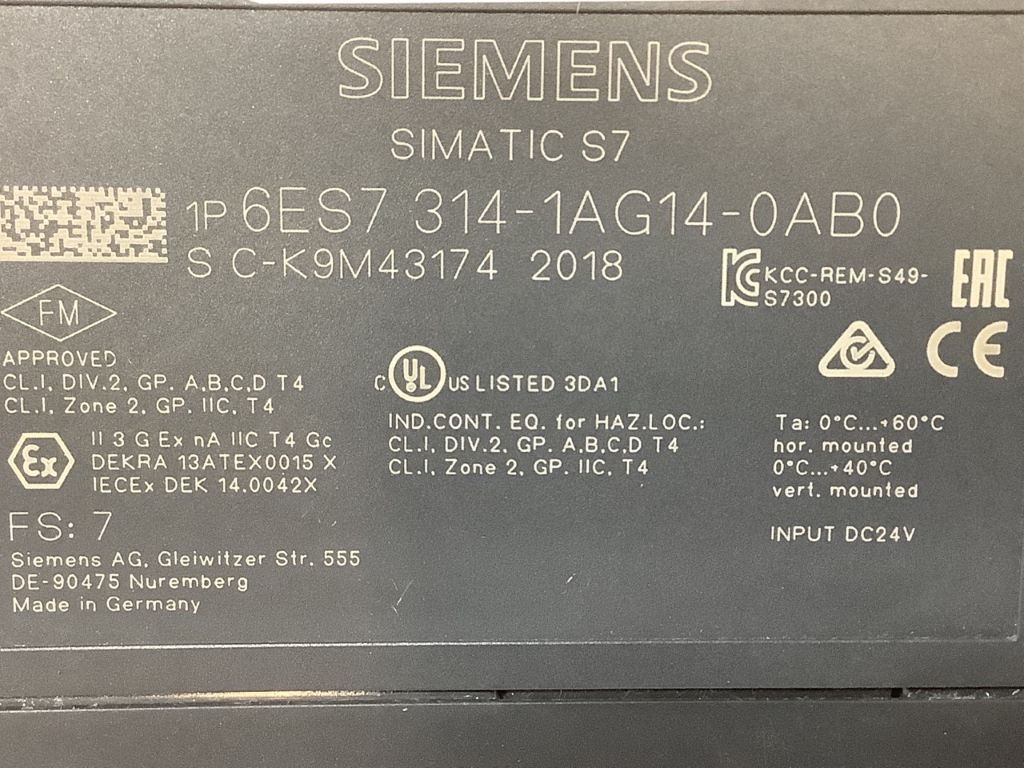 SIEMENS
SIMATIC S7
1P 6ES7 314-1AG14-0AB0
S C-K9M43174 2018
KCC-REM-S49-
S7300
EAC
FM
APPROVED
CL.I, DIV.2, GP. A,B,C,D T4
CL.I, Zone 2, GP. IIC, T4
C UL US LISTED 3DA1
IND.CONT. EQ. for HAZ.LOC.:
CL.I, DIV.2, GP. A,B,C,D T4
CL.I, Zone 2, GP. IIC, T4
CE
Ta: 0°C...+60°C
hor. mounted
0°C...+40°C
vert. mounted
INPUT DC24V
Ex
II 3 G Ex nA IIC T4 Gc
DEKRA 13ATEX0015 X
IECEx DEK 14.0042X
FS: 7
Siemens AG, Gleiwitzer Str. 555
DE-90475 Nuremberg
Made in Germany